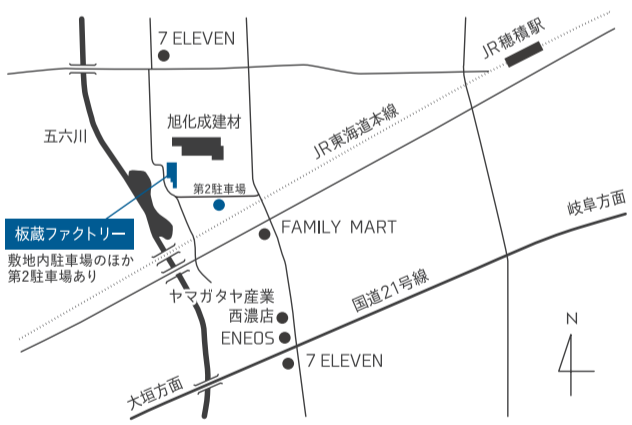 7 ELEVEN
JR穂積駅
五六川
旭化成建材
JR東海道本線
第2駐車場
岐阜方面
板蔵ファクトリー
FAMILY MART
敷地内駐車場のほか
第2駐車場あり
ヤマガタヤ産業
西濃店
国道21号線
ENEOS
N
7 ELEVEN
大垣方面